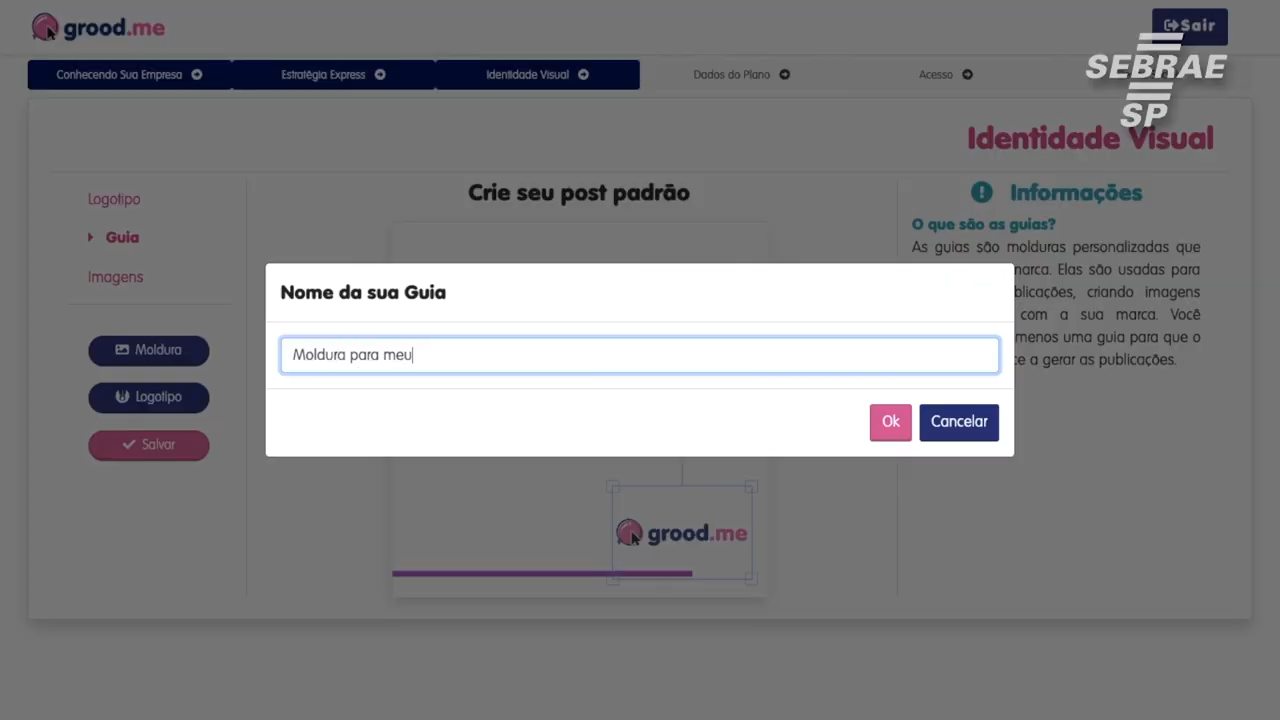 grood.me
Sair
SEBRAE
SP
Conhecendo Sua Empresa
Estratégia Express
Identidade Visual
Dados do Plano
Acesso
Identidade Visual
Logotipo
Guia
Imagens
Moldura
Logotipo
Salvar
Crie seu post padrão
Informações
O que são as guias?
As guias são molduras personalizadas que
marca. Elas são usadas para
blicações, criando imagens
com a sua marca. Você
menos uma guia para que o
e a gerar as publicações.
Nome da sua Guia
Moldura para meu
Ok
Cancelar
grood.me